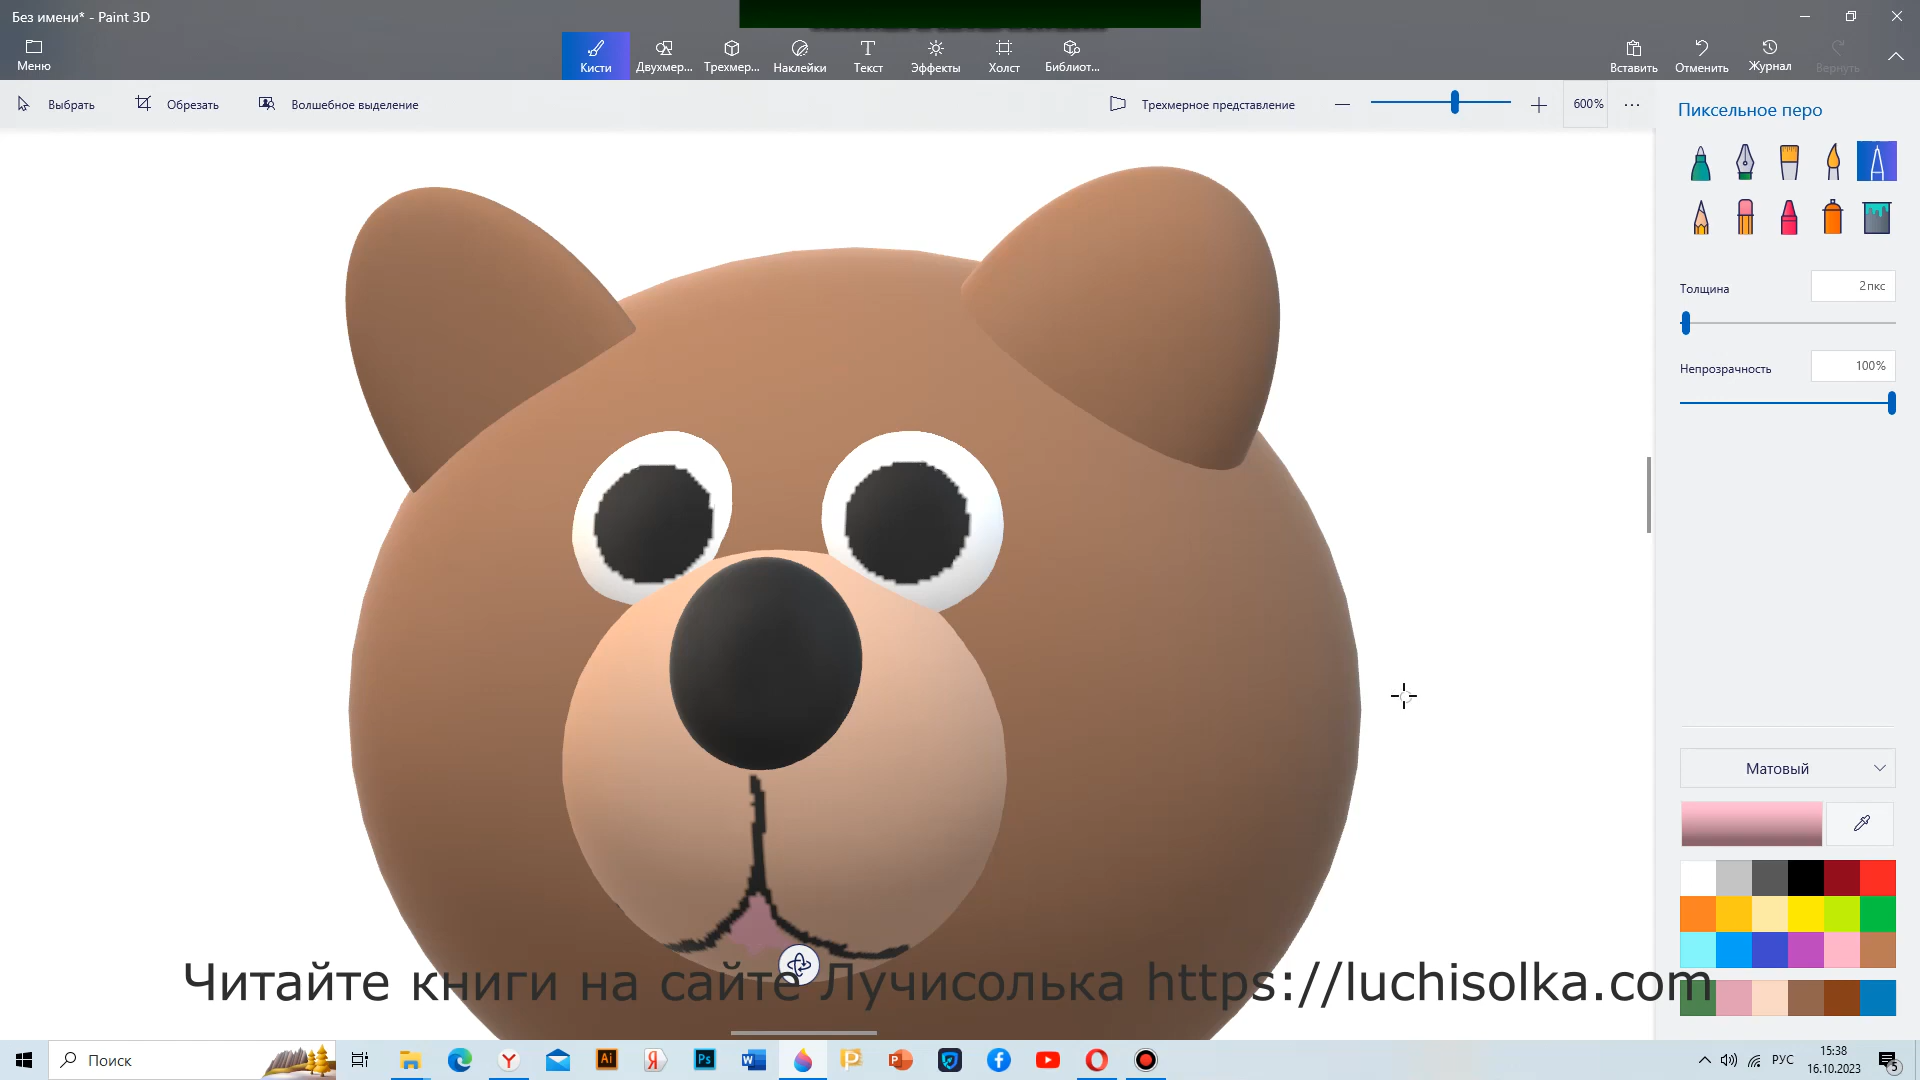 Без имени* - Paint 3D
Меню
Кисти
Двухмер...
Трехмер...
Наклейки
Текст
Эффекты
Холст
Библиот...
Вставить
Отменить
Журнал
Вернуть
Выбрать
Обрезать
Волшебное выделение
Трехмерное представление
600%
Пиксельное перо
Толщина
2пкс
Непрозрачность
100%
Матовый
Читайте книги на сайте Лучисолька https://luchisolka.com
Поиск
РУС
15:38
16.10.2023
5